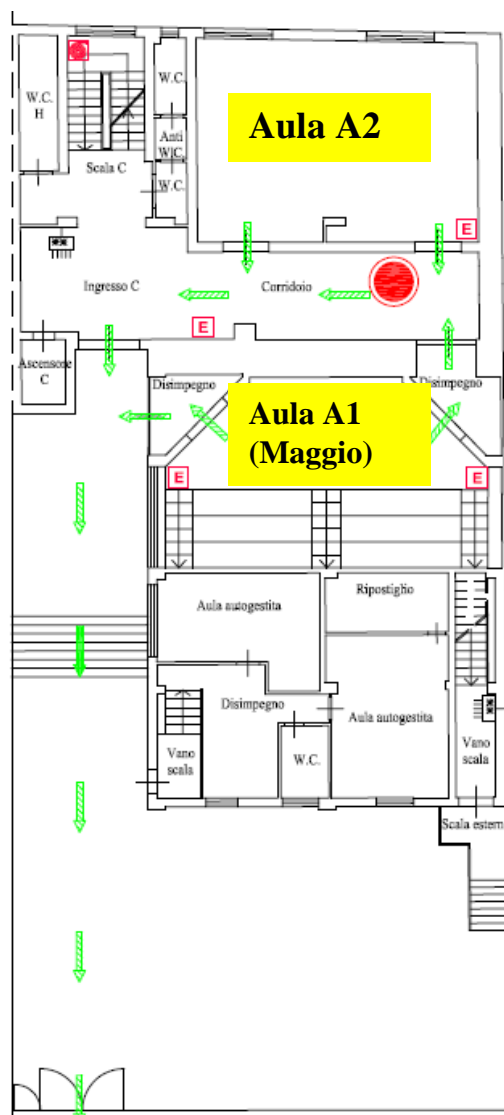 W.C.
H
W.C.
Anti
W.C.
W.C.
Scala C
Aula A2
E
Ingresso C
Corridoio
E
Ascensore
C
Disimpegno
Disimpegno
Aula A1
(Maggio)
E
E
Aula autogestita
Ripostiglio
Disimpegno
Aula autogestita
Vano
scala
W.C.
Vano
scala
Scala estern